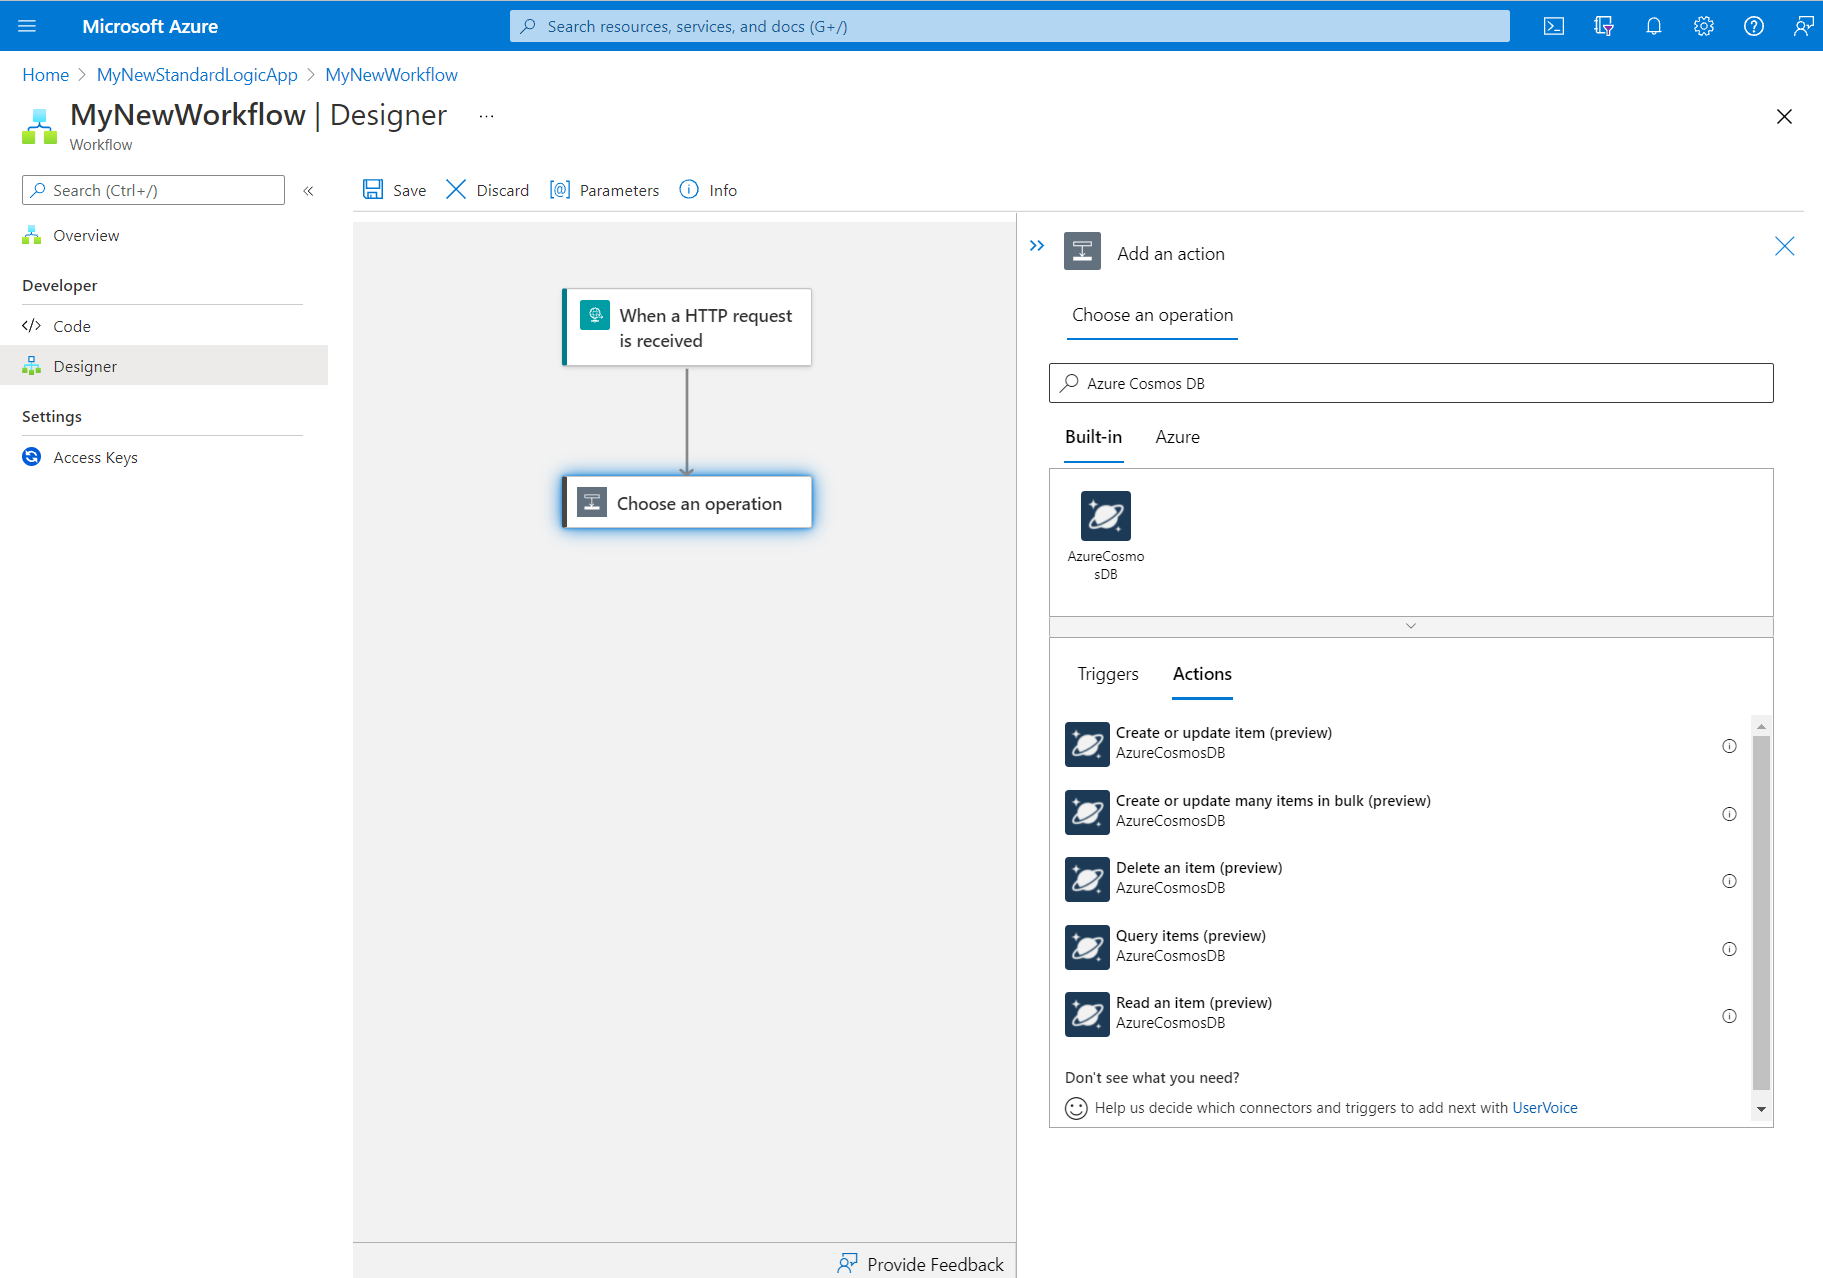 Microsoft Azure
Search resources, services, and docs (G+/)
Home > MyNewStandardLogicApp > MyNewWorkflow
MyNewWorkflow | Designer ...
Workflow
Search (Ctrl+/)
«
Overview
Developer
</> Code
Designer
Settings
Access Keys
Save
Discard
[@] Parameters
Info
When a HTTP request
is received
Choose an operation
Provide Feedback
Add an action
Choose an operation
Azure Cosmos DB
Built-in
Azure
AzureCosmo
sDB
Triggers
Actions
Create or update item (preview)
AzureCosmosDB
Create or update many items in bulk (preview)
AzureCosmosDB
Delete an item (preview)
AzureCosmosDB
Query items (preview)
AzureCosmosDB
Read an item (preview)
AzureCosmosDB
Don't see what you need?
Help us decide which connectors and triggers to add next with UserVoice